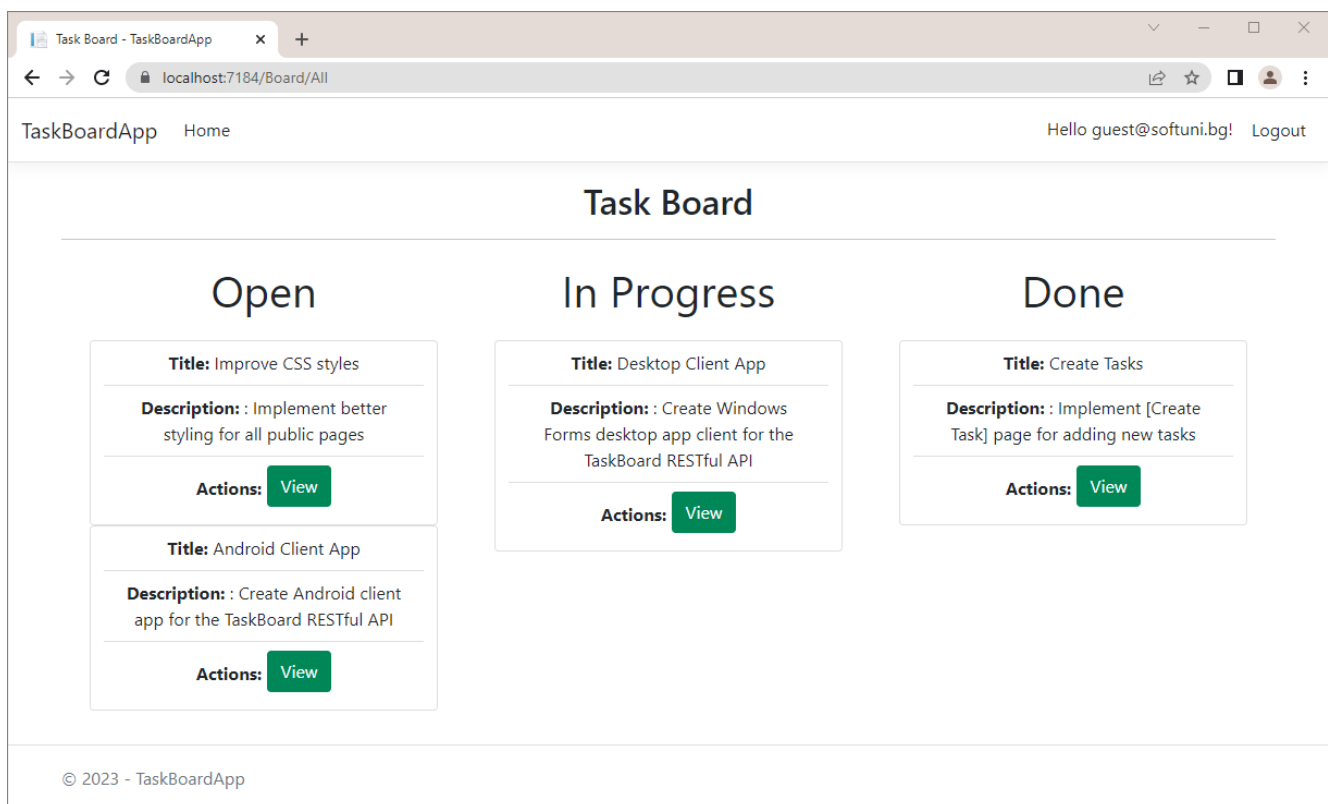 Task Board - TaskBoardApp
localhost:7184/Board/All
TaskBoardApp Home Hello guest@softuni.bg! Logout
Task Board
Open
Title: Improve CSS styles
Description: : Implement better
styling for all public pages
Actions: View
Title: Android Client App
Description: : Create Android client
app for the TaskBoard RESTful API
Actions: View
In Progress
Title: Desktop Client App
Description: : Create Windows
Forms desktop app client for the
TaskBoard RESTful API
Actions: View
Done
Title: Create Tasks
Description: : Implement [Create
Task] page for adding new tasks
Actions: View
© 2023 - TaskBoardApp